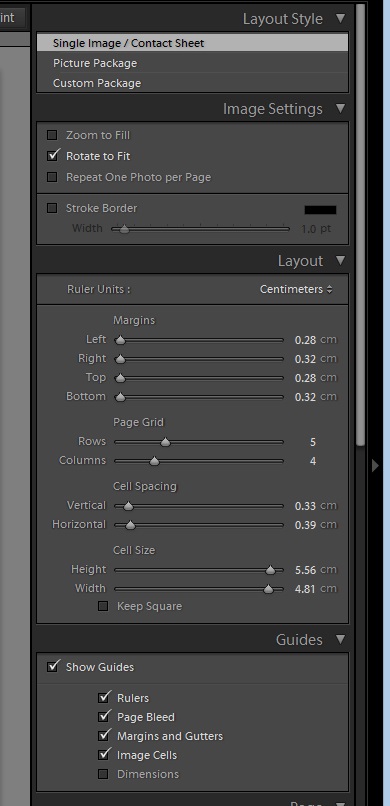 int
Layout Style
Single Image / Contact Sheet
Picture Package
Custom Package
Image Settings
Zoom to Fill
Rotate to Fit
Repeat One Photo per Page
Stroke Border
Width 1.0 pt
Layout
Ruler Units : Centimeters
Margins
Left 0.28 cm
Right 0.32 cm
Top 0.28 cm
Bottom 0.32 cm
Page Grid
Rows 5
Columns 4
Cell Spacing
Vertical 0.33 cm
Horizontal 0.39 cm
Cell Size
Height 5.56 cm
Width 4.81 cm
Keep Square
Guides
Show Guides
Rulers
Page Bleed
Margins and Gutters
Image Cells
Dimensions